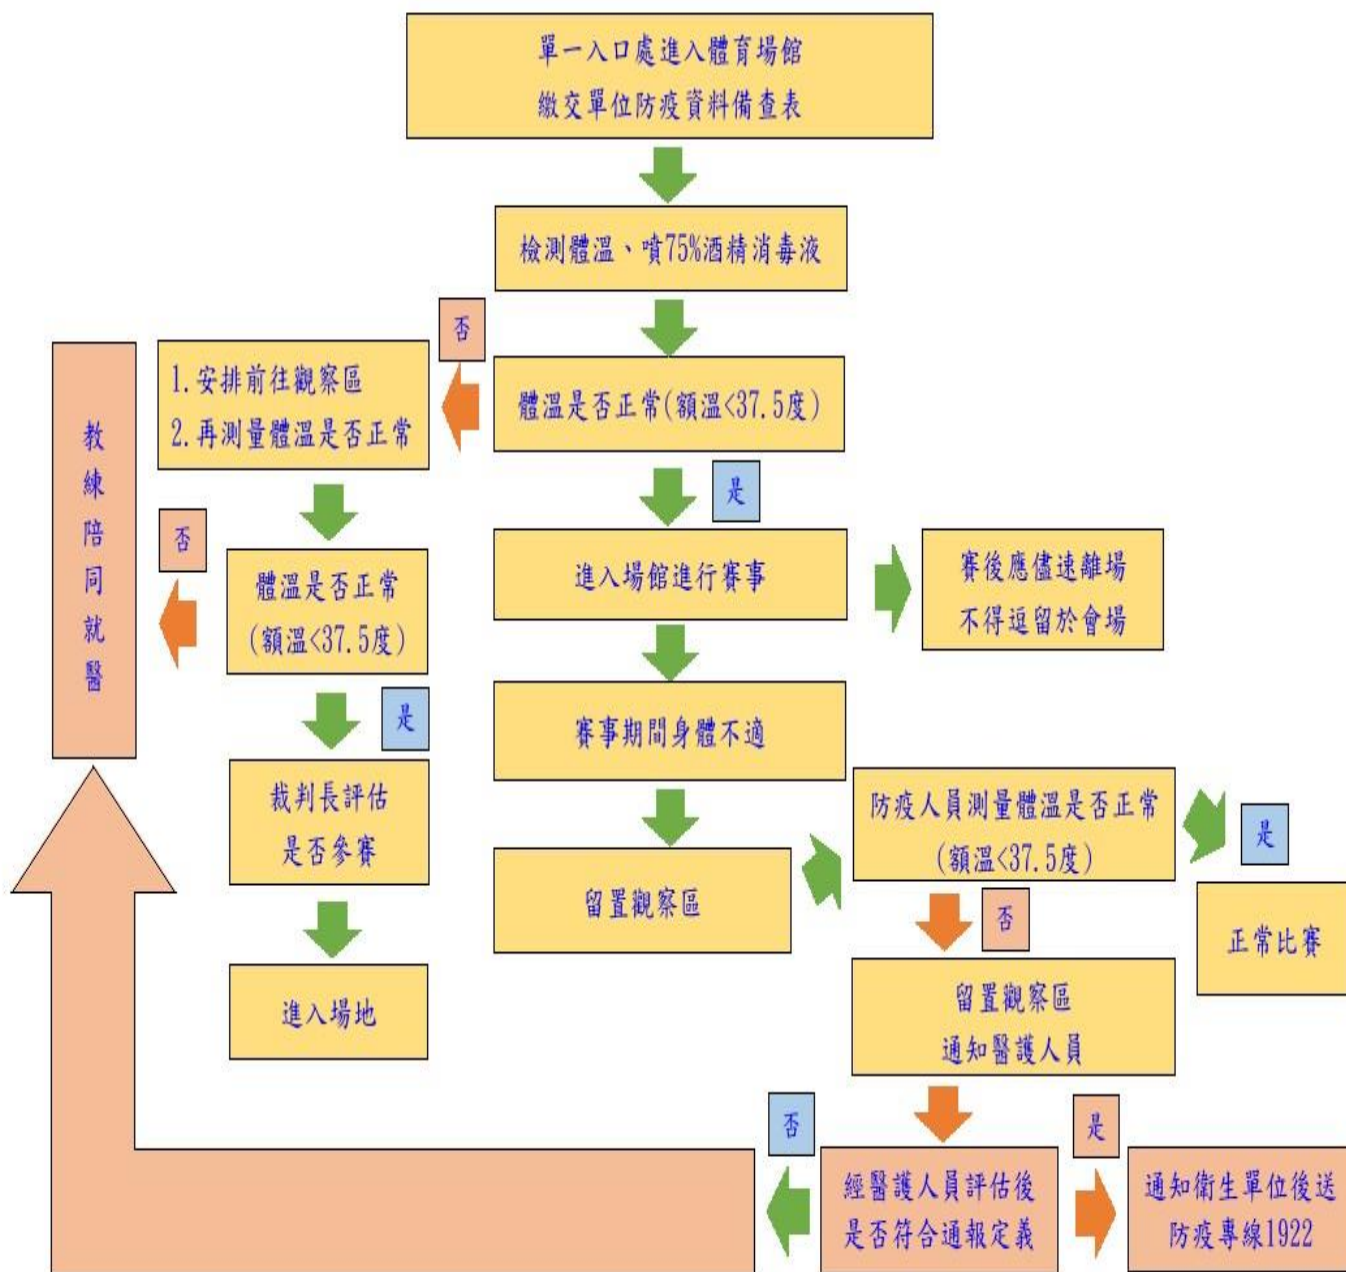 單一入口處進入體育場館
繳交單位防疫資料備查表
檢測體溫、噴75%酒精消毒液
否
體溫是否正常(額溫<37.5度)
1.安排前往觀察區
2.再測量體溫是否正常
教練陪同就醫
是
否
體溫是否正常
(額溫<37.5度)
進入場館進行賽事
賽後應儘速離場
不得逗留於會場
是
裁判長評估
是否參賽
進入場地
賽事期間身體不適
留置觀察區
防疫人員測量體溫是否正常
(額溫<37.5度)
是
正常比賽
否
留置觀察區
通知醫護人員
否
是
經醫護人員評估後
是否符合通報定義
通知衛生單位後送
防疫專線1922